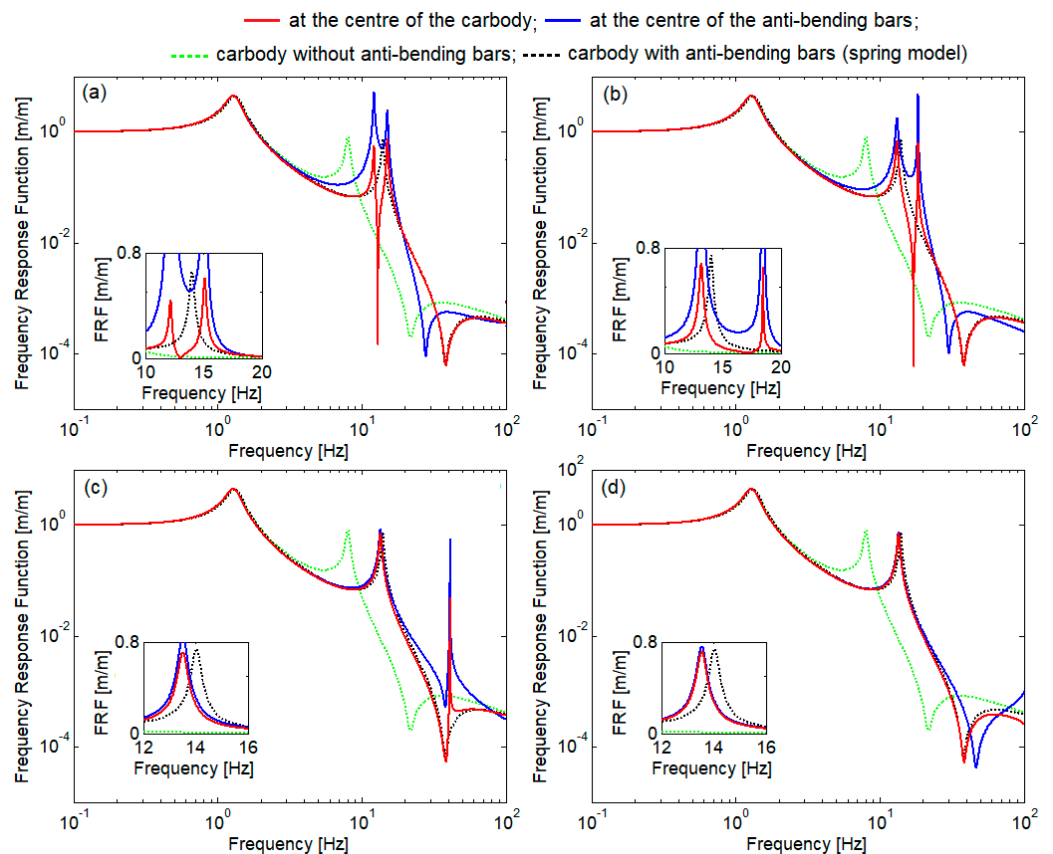 at the centre of the carbody; at the centre of the anti-bending bars;
carbody without anti-bending bars; carbody with anti-bending bars (spring model)
(a)
Frequency Response Function [m/m]
10^0
10^-2
10^-4
0.8
FRF [m/m]
0
10 15 20
Frequency [Hz]
10^-1 10^0 10^1 10^2
Frequency [Hz]
(b)
Frequency Response Function [m/m]
10^0
10^-2
10^-4
0.8
FRF [m/m]
0
10 15 20
Frequency [Hz]
10^-1 10^0 10^1 10^2
Frequency [Hz]
(c)
Frequency Response Function [m/m]
10^0
10^-2
10^-4
0.8
FRF [m/m]
0
12 14 16
Frequency [Hz]
10^-1 10^0 10^1 10^2
Frequency [Hz]
(d)
Frequency Response Function [m/m]
10^2
10^0
10^-2
10^-4
0.8
FRF [m/m]
0
12 14 16
Frequency [Hz]
10^-1 10^0 10^1 10^2
Frequency [Hz]